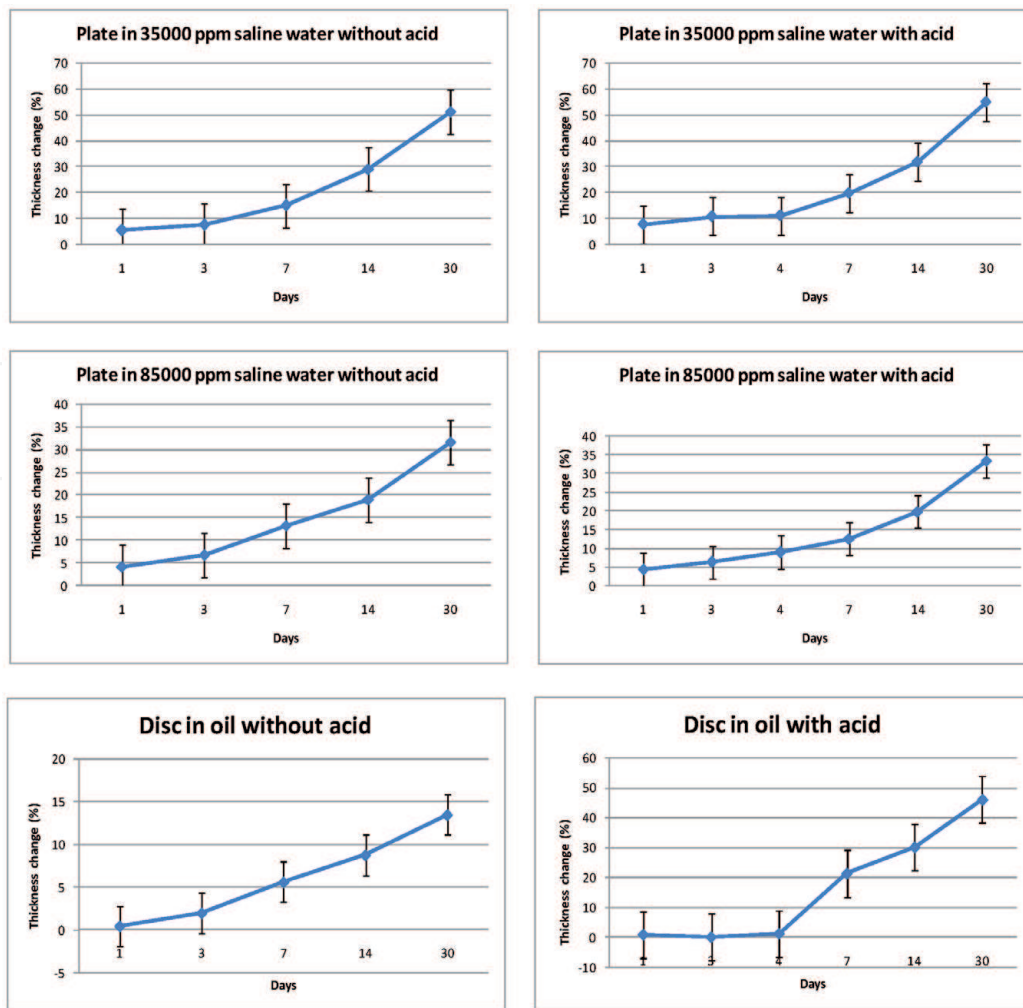 Plate in 35000 ppm saline water without acid
Thickness change (%)
70
60
50
40
30
20
10
0
1 3 7 14 30
Days
Plate in 35000 ppm saline water with acid
Thickness change (%)
70
60
50
40
30
20
10
0
1 3 4 7 14 30
Days
Plate in 85000 ppm saline water without acid
Thickness change (%)
40
35
30
25
20
15
10
5
0
1 3 7 14 30
Days
Plate in 85000 ppm saline water with acid
Thickness change (%)
40
35
30
25
20
15
10
5
0
1 3 4 7 14 30
Days
Disc in oil without acid
Thickness change (%)
20
15
10
5
0
-5
1 3 7 14 30
Days
Disc in oil with acid
Thickness change (%)
60
50
40
30
20
10
0
-10
1 3 4 7 14 30
Days